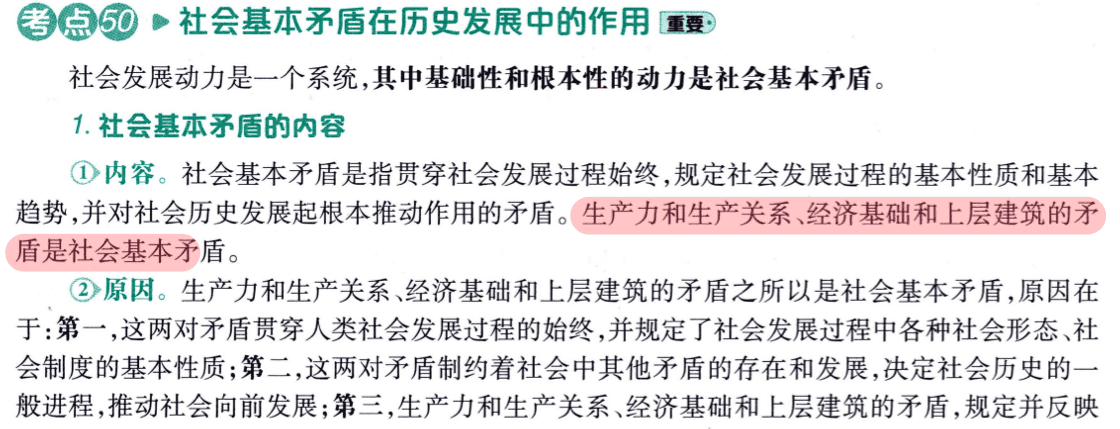 考点50 ▶ 社会基本矛盾在历史发展中的作用 重要
社会发展动力是一个系统,其中基础性和根本性的动力是社会基本矛盾。
1. 社会基本矛盾的内容
①内容。社会基本矛盾是指贯穿社会发展过程始终,规定社会发展过程的基本性质和基本
趋势,并对社会历史发展起根本推动作用的矛盾。生产力和生产关系、经济基础和上层建筑的矛
盾是社会基本矛盾。
②原因。生产力和生产关系、经济基础和上层建筑的矛盾之所以是社会基本矛盾,原因在
于:第一,这两对矛盾贯穿人类社会发展过程的始终,并规定了社会发展过程中各种社会形态、社
会制度的基本性质;第二,这两对矛盾制约着社会中其他矛盾的存在和发展,决定社会历史的一
般进程,推动社会向前发展;第三,生产力和生产关系、经济基础和上层建筑的矛盾,规定并反映